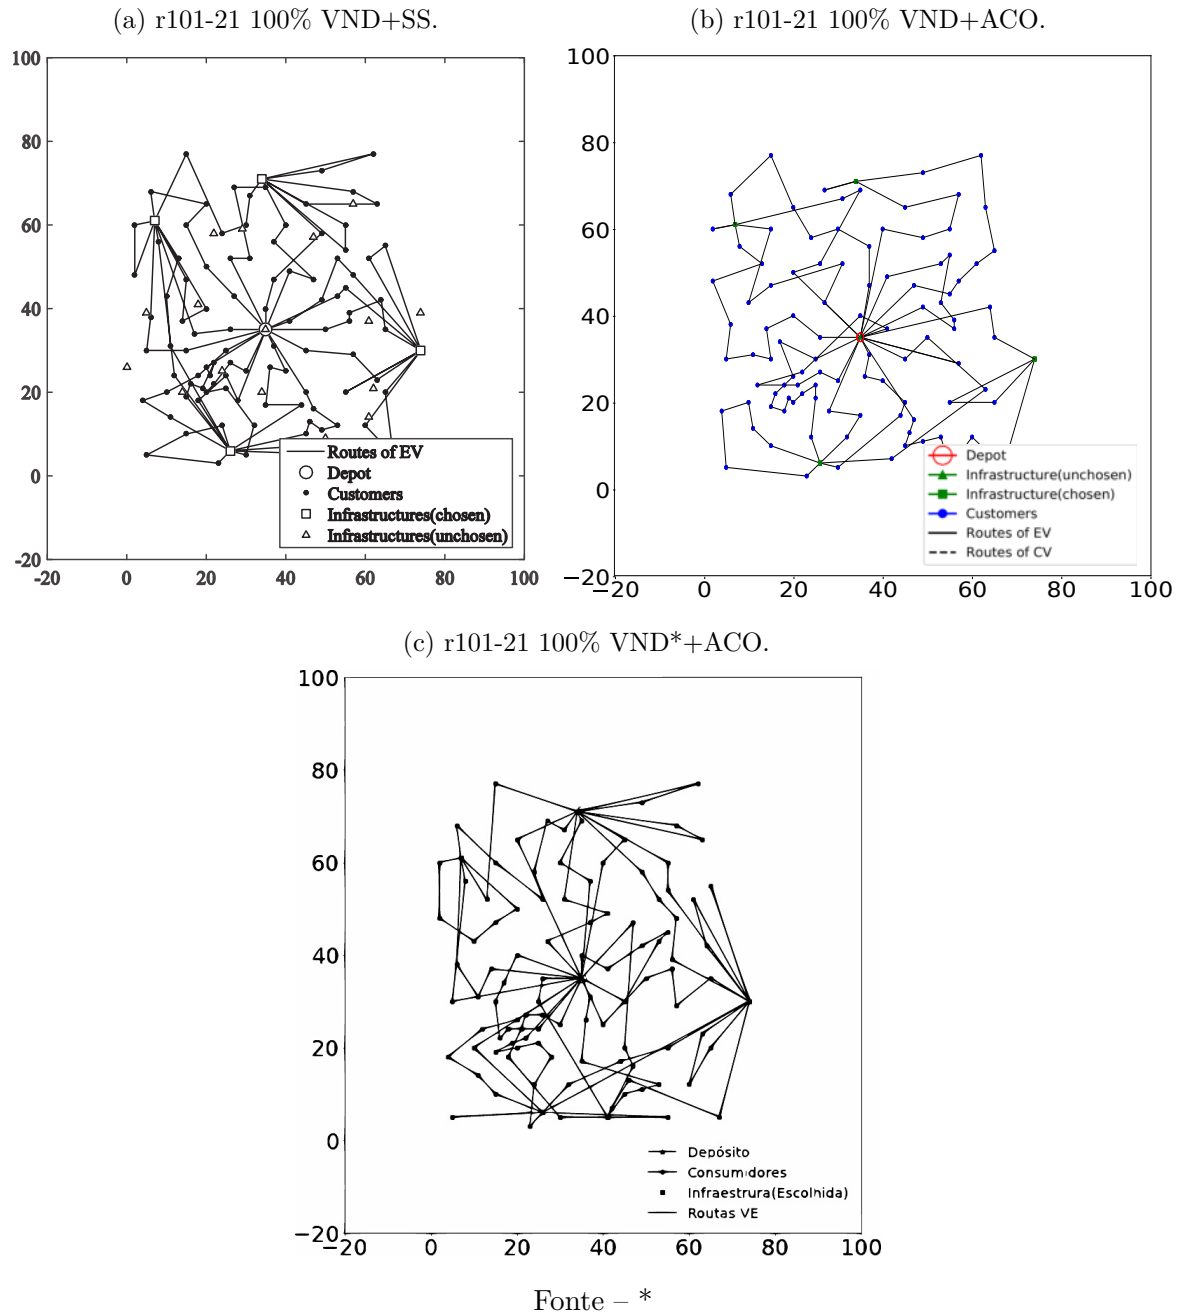 (a) r101-21 100% VND+SS.
100
80
60
40
20
0
-20
-20 0 20 40 60 80 100
Routes of EV
Depot
Customers
Infrastructures(chosen)
Infrastructures(unchosen)
(b) r101-21 100% VND+ACO.
100
80
60
40
20
0
−20
−20 0 20 40 60 80 100
Depot
Infrastructure(unchosen)
Infrastructure(chosen)
Customers
Routes of EV
Routes of CV
(c) r101-21 100% VND*+ACO.
100
80
60
40
20
0
−20
−20 0 20 40 60 80 100
Depósito
Consumidores
Infraestrura(Escolhida)
Routas VE
Fonte – *